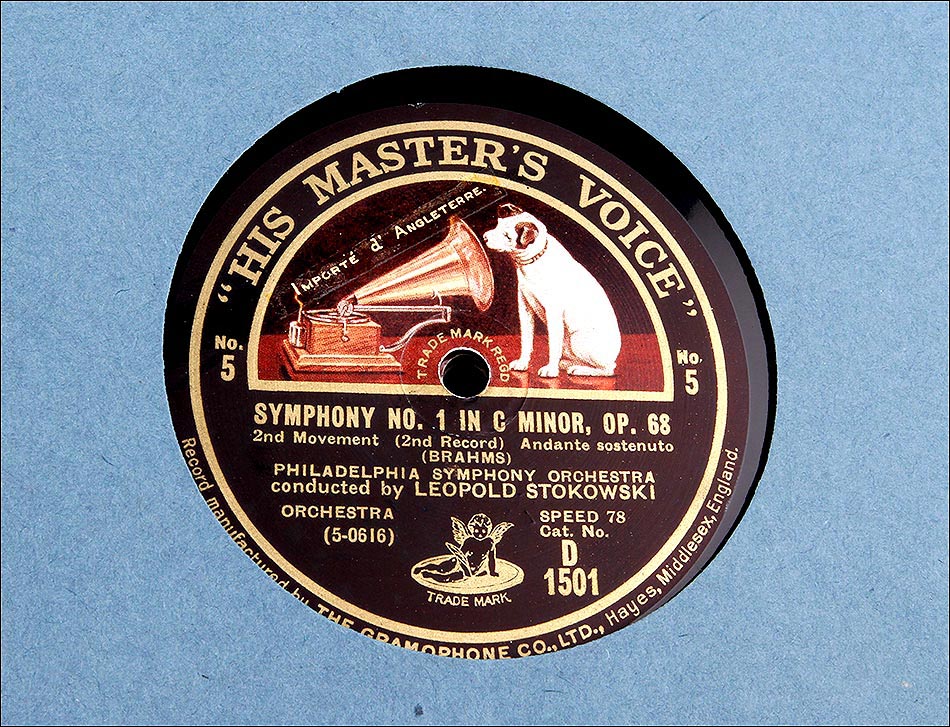 "HIS MASTER'S VOICE"
IMPORTÉ d' ANGLETERRE.
TRADE MARK REGD
No. 5
No. 5
SYMPHONY NO. 1 IN C MINOR, OP. 68
2nd Movement (2nd Record) Andante sostenuto
(BRAHMS)
PHILADELPHIA SYMPHONY ORCHESTRA
conducted by LEOPOLD STOKOWSKI
ORCHESTRA
(5-0616)
SPEED 78
Cat. No.
D
1501
TRADE MARK.
Record manufactured by THE GRAMOPHONE CO., LTD., Hayes, Middlesex, England.